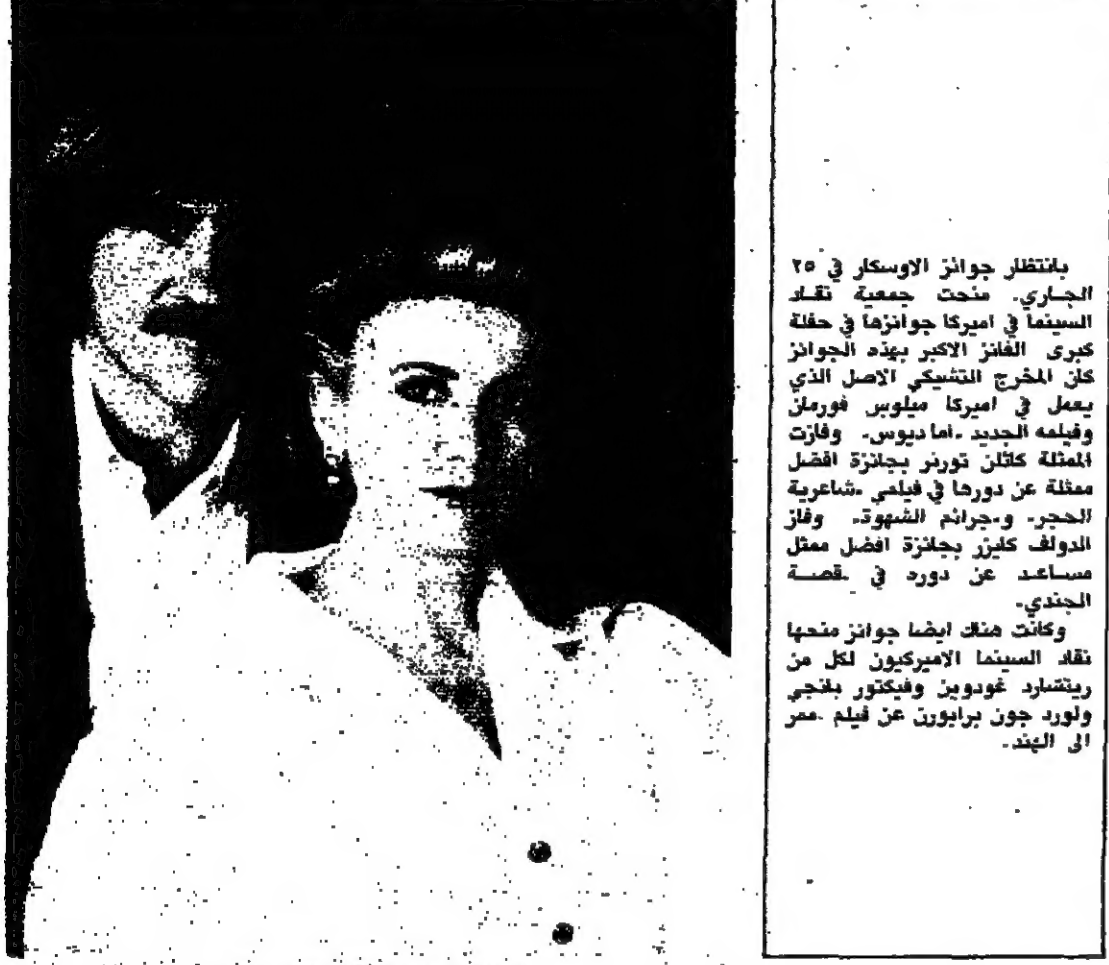 بانتظار جوائز الاوسكار في ٢٥
الجاري. منحت جمعية نقاد
السينما في اميركا جوائزها في حفلة
كبرى الفائز الاكبر بهذه الجوائز
كان المخرج التشيكي الاصل الذي
يعمل في اميركا ميلوس فورمان
وفيلمه الجديد ـ اماديوس ـ وفازت
الممثلة كاثلن تورنر بجائزة افضل
ممثلة عن دورها في فيلمي ـ شاعرية
الحجر ـ و ـ جرائم الشهوة ـ وفاز
ادولف كايزر بجائزة افضل ممثل
مساعد عن دوره في ـ قصة
الجندي ـ
وكانت هناك ايضا جوائز منحها
نقاد السينما الاميركيون لكل من
ريتشارد غودوين وفيكتور بانجي
ولورد جون برابورن عن فيلم ـ ممر
الى الهند ـ